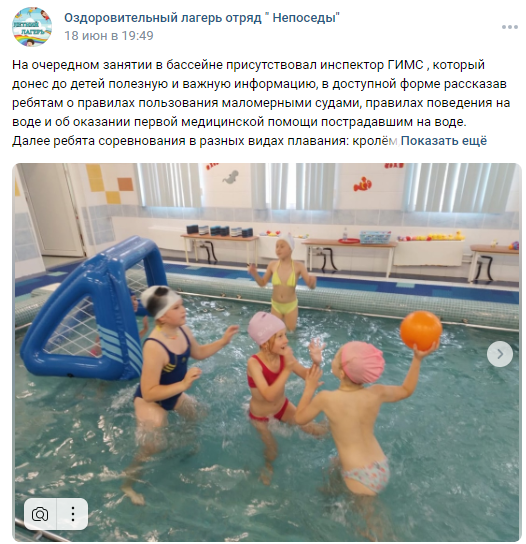 Оздоровительный лагерь отряд " Непоседы"
18 июн в 19:49
На очередном занятии в бассейне присутствовал инспектор ГИМС , который
донес до детей полезную и важную информацию, в доступной форме рассказав
ребятам о правилах пользования маломерными судами, правилах поведения на
воде и об оказании первой медицинской помощи пострадавшим на воде.
Далее ребята соревнования в разных видах плавания: кролём Показать ещё